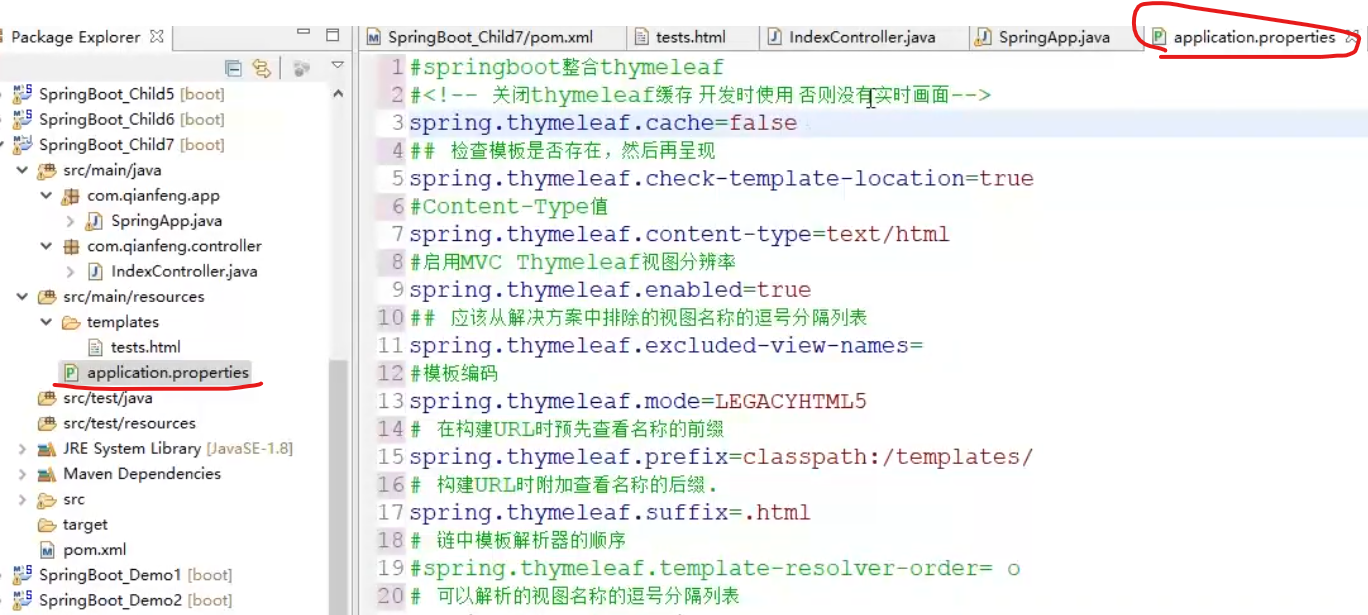 Package Explorer
SpringBoot_Child7/pom.xml
tests.html
IndexController.java
SpringApp.java
application.properties
SpringBoot_Child5 [boot]
SpringBoot_Child6 [boot]
SpringBoot_Child7 [boot]
src/main/java
com.qianfeng.app
SpringApp.java
com.qianfeng.controller
IndexController.java
src/main/resources
templates
tests.html
application.properties
src/test/java
src/test/resources
JRE System Library [JavaSE-1.8]
Maven Dependencies
src
target
pom.xml
SpringBoot_Demo1 [boot]
SpringBoot_Demo2 [boot]
1 #springboot整合thymeleaf
2 #<!-- 关闭thymeleaf缓存 开发时使用 否则没有实时画面-->
3 spring.thymeleaf.cache=false
4 ## 检查模板是否存在，然后再呈现
5 spring.thymeleaf.check-template-location=true
6 #Content-Type值
7 spring.thymeleaf.content-type=text/html
8 #启用MVC Thymeleaf视图分辨率
9 spring.thymeleaf.enabled=true
10 ## 应该从解决方案中排除的视图名称的逗号分隔列表
11 spring.thymeleaf.excluded-view-names=
12 #模板编码
13 spring.thymeleaf.mode=LEGACYHTML5
14 # 在构建URL时预先查看名称的前缀
15 spring.thymeleaf.prefix=classpath:/templates/
16 # 构建URL时附加查看名称的后缀.
17 spring.thymeleaf.suffix=.html
18 # 链中模板解析器的顺序
19 #spring.thymeleaf.template-resolver-order= o
20 # 可以解析的视图名称的逗号分隔列表